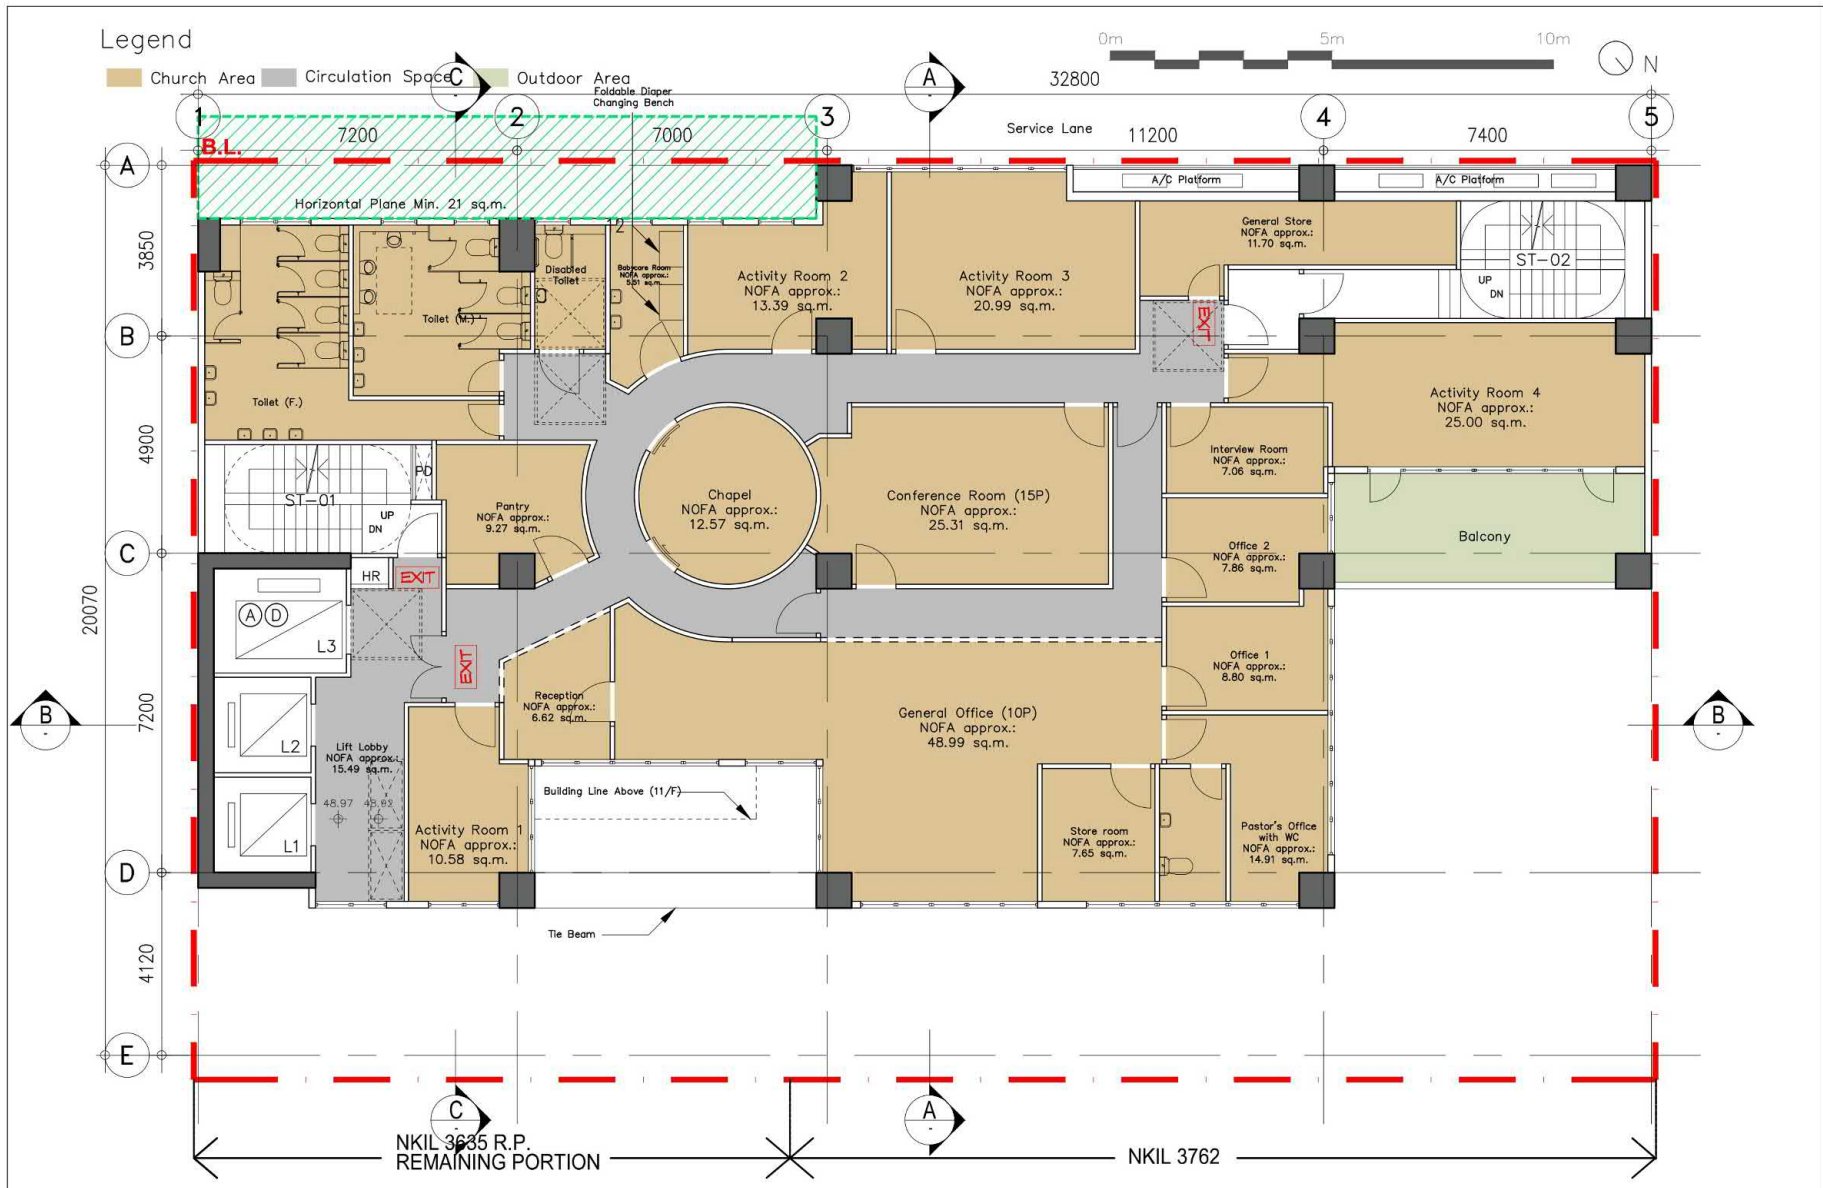 Legend
0m
5m
10m
Church Area
Circulation Space
Outdoor Area
C
-
A
-
32800
N
Foldable Diaper
Changing Bench
1
2
3
4
5
7200
7000
Service Lane
11200
7400
B.L.
A
A/C Platform
A/C Platform
Horizontal Plane Min. 21 sq.m.
12
General Store
NOFA approx.:
11.70 sq.m.
3850
Disabled
Toilet
Babycare Room
NOFA approx.:
5.51 sq.m.
Activity Room 2
NOFA approx.:
13.39 sq.m.
Activity Room 3
NOFA approx.:
20.99 sq.m.
ST-02
UP
DN
Toilet (M.)
EXIT
B
Toilet (F.)
Activity Room 4
NOFA approx.:
25.00 sq.m.
4900
PD
ST-01
UP
DN
Pantry
NOFA approx.:
9.27 sq.m.
Chapel
NOFA approx.:
12.57 sq.m.
Conference Room (15P)
NOFA approx.:
25.31 sq.m.
Interview Room
NOFA approx.:
7.06 sq.m.
Office 2
NOFA approx.:
7.86 sq.m.
Balcony
C
HR
EXIT
20070
A
D
L3
EXIT
Office 1
NOFA approx.:
8.80 sq.m.
Reception
NOFA approx.:
6.62 sq.m.
General Office (10P)
NOFA approx.:
48.99 sq.m.
B
-
7200
L2
Lift Lobby
NOFA approx.:
15.49 sq.m.
B
-
Building Line Above (11/F)
48.97
L1
Activity Room 1
NOFA approx.:
10.58 sq.m.
Store room
NOFA approx.:
7.65 sq.m.
Pastor's Office
with WC
NOFA approx.:
14.91 sq.m.
D
Tie Beam
4120
E
C
-
A
-
NKIL 3635 R.P.
REMAINING PORTION
NKIL 3762